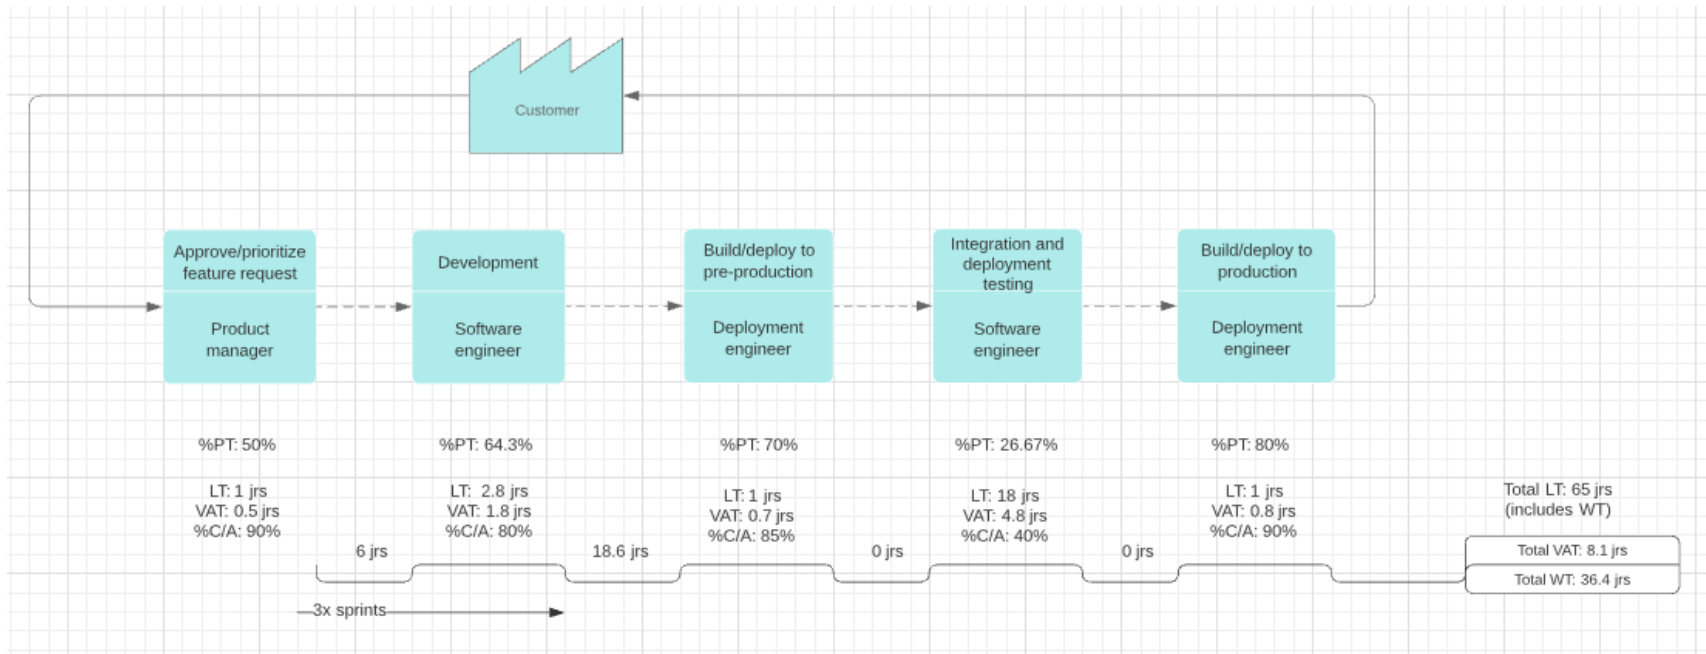 Customer
Approve/prioritize
feature request
Product
manager
Development
Software
engineer
Build/deploy to
pre-production
Deployment
engineer
Integration and
deployment
testing
Software
engineer
Build/deploy to
production
Deployment
engineer
%PT: 50%
%PT: 64.3%
%PT: 70%
%PT: 26.67%
%PT: 80%
LT: 1 jrs
VAT: 0.5 jrs
%C/A: 90%
LT: 2.8 jrs
VAT: 1.8 jrs
%C/A: 80%
LT: 1 jrs
VAT: 0.7 jrs
%C/A: 85%
LT: 18 jrs
VAT: 4.8 jrs
%C/A: 40%
LT: 1 jrs
VAT: 0.8 jrs
%C/A: 90%
Total LT: 65 jrs
(includes WT)
6 jrs
18.6 jrs
0 jrs
0 jrs
Total VAT: 8.1 jrs
Total WT: 36.4 jrs
3x sprints